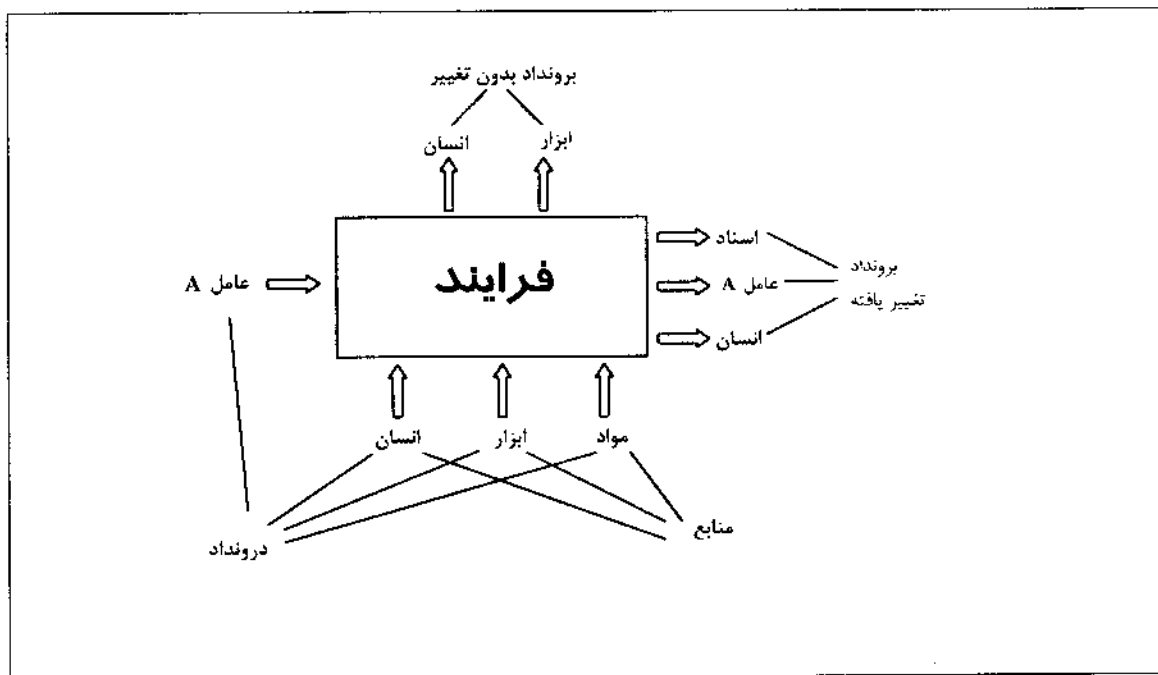 برونداد بدون تغییر
انسان
ابزار
اسناد
فرایند
برونداد
عامل A
عامل A
تغییر یافته
انسان
انسان
ابزار
مواد
منابع
درونداد